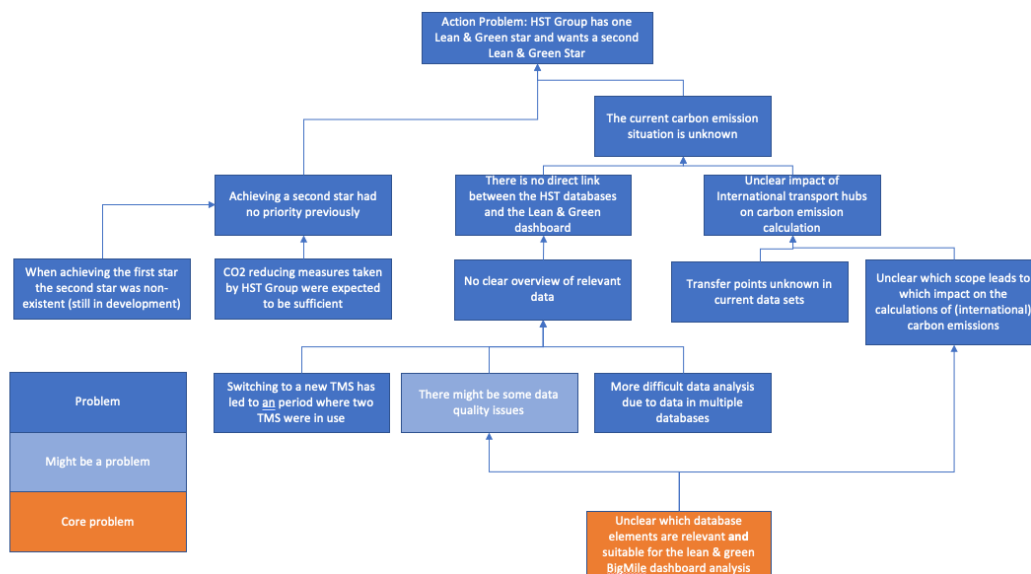 Action Problem: HST Group has one
Lean & Green star and wants a second
Lean & Green Star
The current carbon emission
situation is unknown
Achieving a second star had
no priority previously
There is no direct link
between the HST databases
and the Lean & Green
dashboard
Unclear impact of
International transport hubs
on carbon emission
calculation
When achieving the first star
the second star was non-
existent (still in development)
CO2 reducing measures taken
by HST Group were expected
to be sufficient
No clear overview of relevant
data
Transfer points unknown in
current data sets
Unclear which scope leads to
which impact on the
calculations of (international)
carbon emissions
Switching to a new TMS has
led to an period where two
TMS were in use
There might be some data
quality issues
More difficult data analysis
due to data in multiple
databases
Problem
Might be a problem
Core problem
Unclear which database
elements are relevant and
suitable for the lean & green
BigMile dashboard analysis